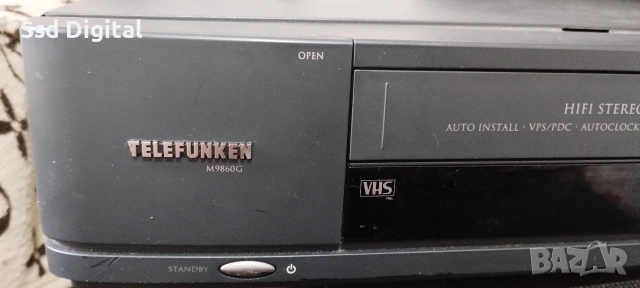 Ssd Digital
OPEN
HIFI STEREO
AUTO INSTALL · VPS/PDC · AUTOCLOCK
TELEFUNKEN
M9860G
VHS
STANDBY
BAZAR